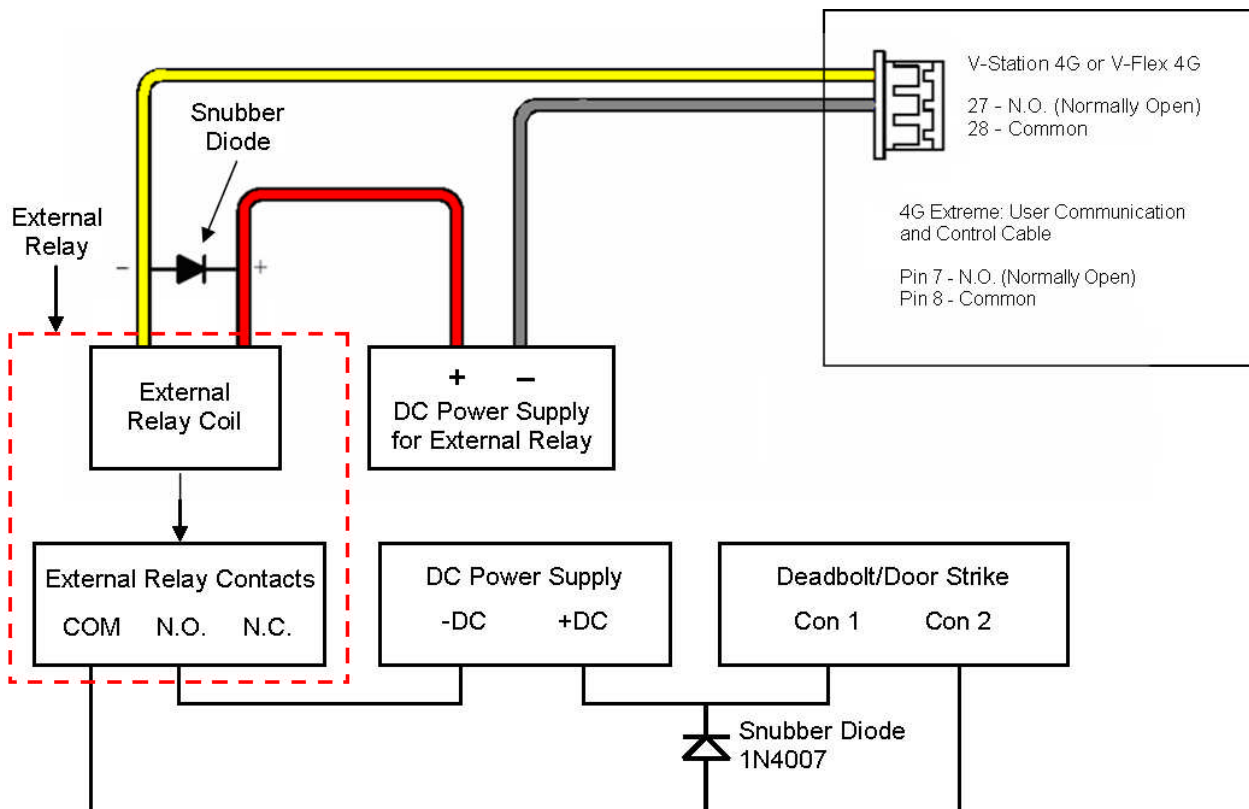 V-Station 4G or V-Flex 4G
27 - N.O. (Normally Open)
28 - Common
4G Extreme: User Communication
and Control Cable
Pin 7 - N.O. (Normally Open)
Pin 8 - Common
Snubber
Diode
External
Relay
–
+
External
Relay Coil
+ –
DC Power Supply
for External Relay
External Relay Contacts
COM N.O. N.C.
DC Power Supply
-DC +DC
Deadbolt/Door Strike
Con 1 Con 2
Snubber Diode
1N4007